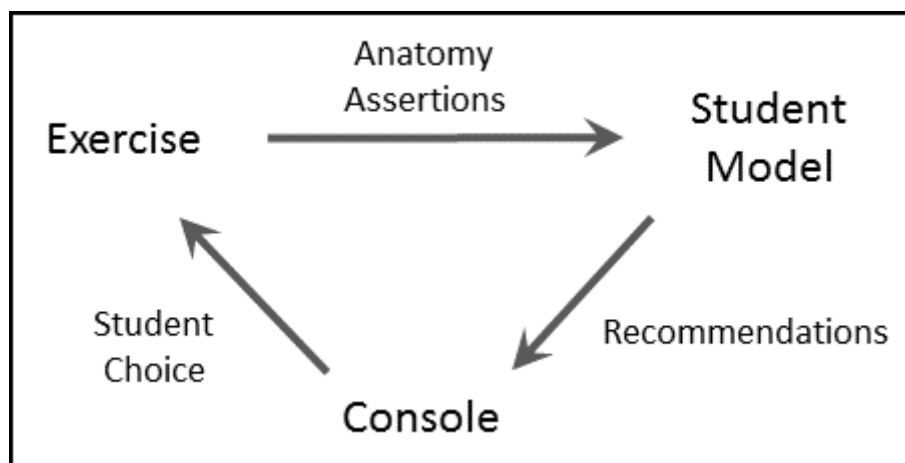 Anatomy
Assertions
Exercise
Student
Model
Student
Choice
Recommendations
Console